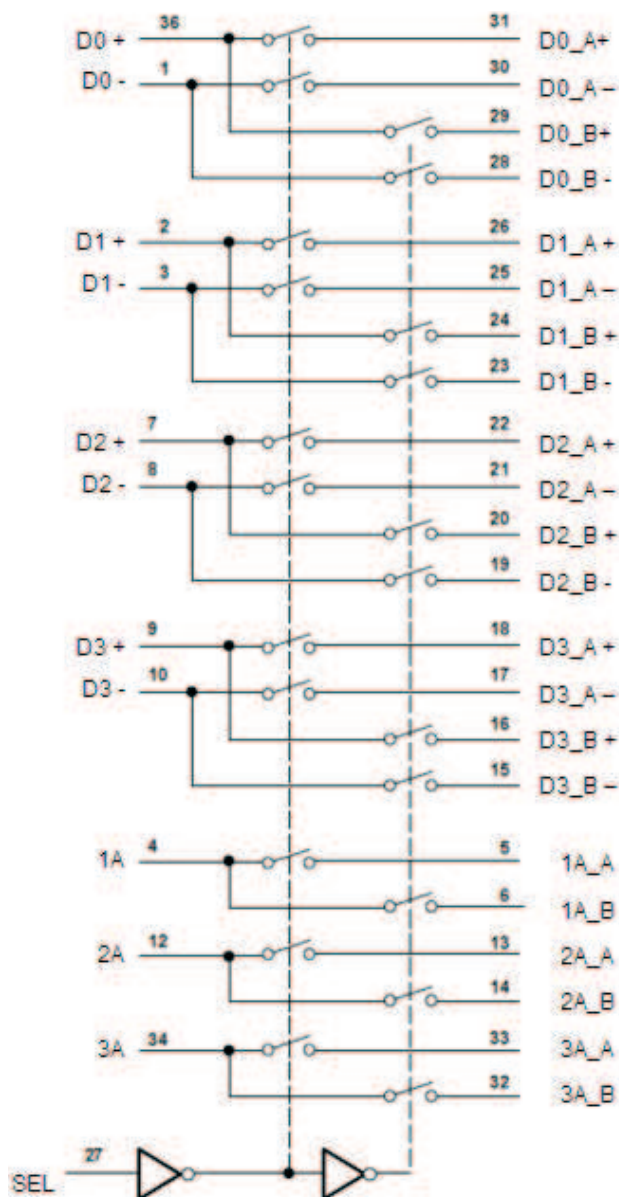 D0 + 36 31 D0_A+
D0 - 1 30 D0_A–
29 D0_B+
28 D0_B -
D1 + 2 26 D1_A +
D1 - 3 25 D1_A –
24 D1_B +
23 D1_B -
D2 + 7 22 D2_A +
D2 - 8 21 D2_A –
20 D2_B +
19 D2_B -
D3 + 9 18 D3_A +
D3 - 10 17 D3_A –
16 D3_B +
15 D3_B –
1A 4 5 1A_A
6 1A_B
2A 12 13 2A_A
14 2A_B
3A 34 33 3A_A
32 3A_B
SEL 27